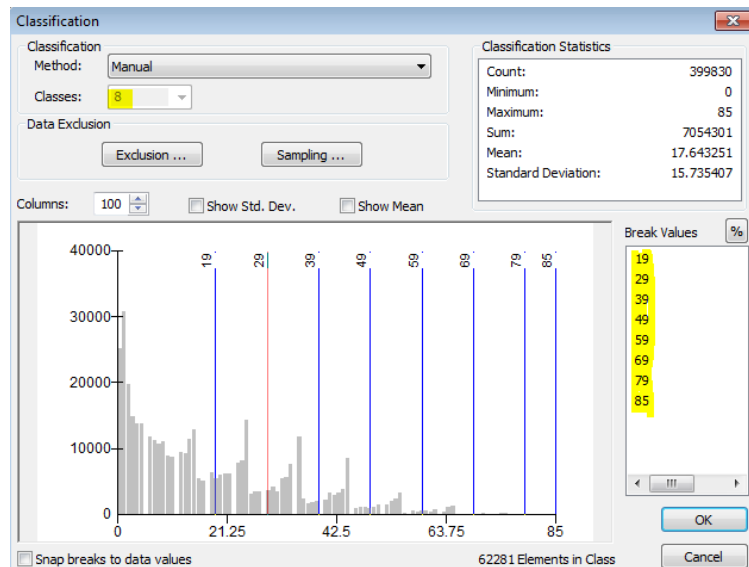 Classification
Classification
Method:
Manual
Classes:
8
Data Exclusion
Exclusion ...
Sampling ...
Classification Statistics
Count: 399830
Minimum: 0
Maximum: 85
Sum: 7054301
Mean: 17.643251
Standard Deviation: 15.735407
Columns:
100
Show Std. Dev.
Show Mean
Break Values
%
19
29
39
49
59
69
79
85
40000
30000
20000
10000
0
19
29
39
49
59
69
79
85
0 21.25 42.5 63.75 85
Snap breaks to data values
62281 Elements in Class
OK
Cancel